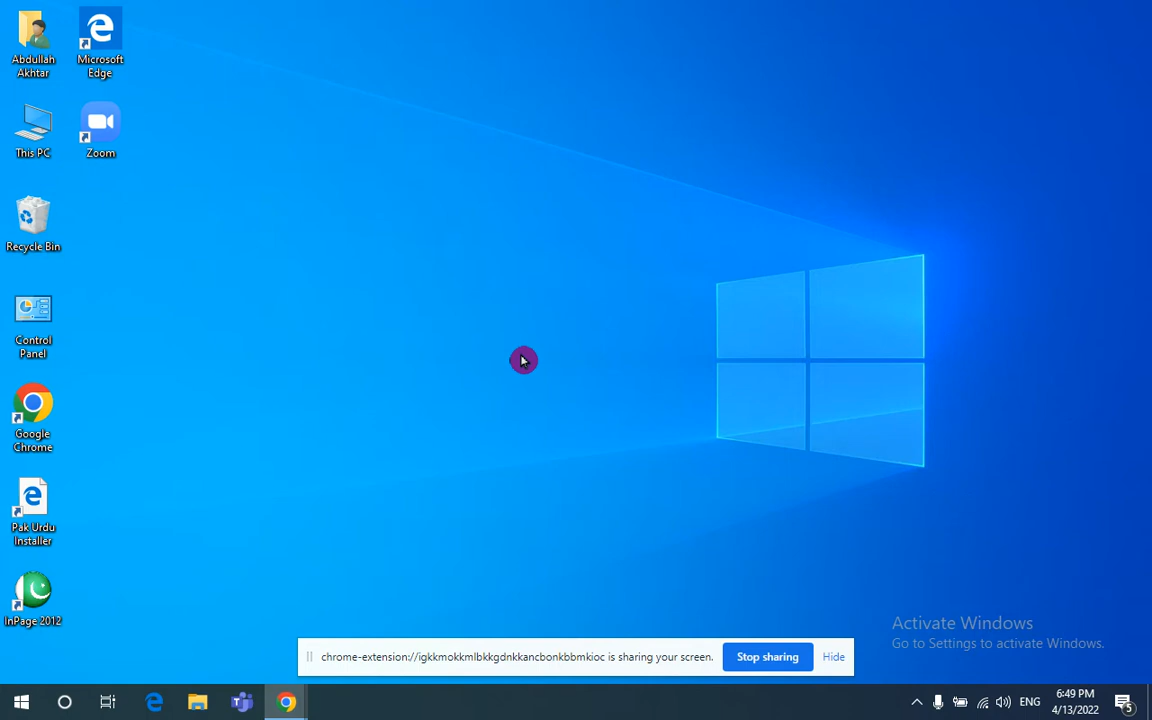 Abdullah
Akhtar
Microsoft
Edge
This PC
Zoom
Recycle Bin
Control
Panel
Google
Chrome
Pak Urdu
Installer
InPage 2012
Activate Windows
Go to Settings to activate Windows.
chrome-extension://igkkmokkmlbkkgdnkkancbonkbbmkioc is sharing your screen.
Stop sharing
Hide
ENG
6:49 PM
4/13/2022
5